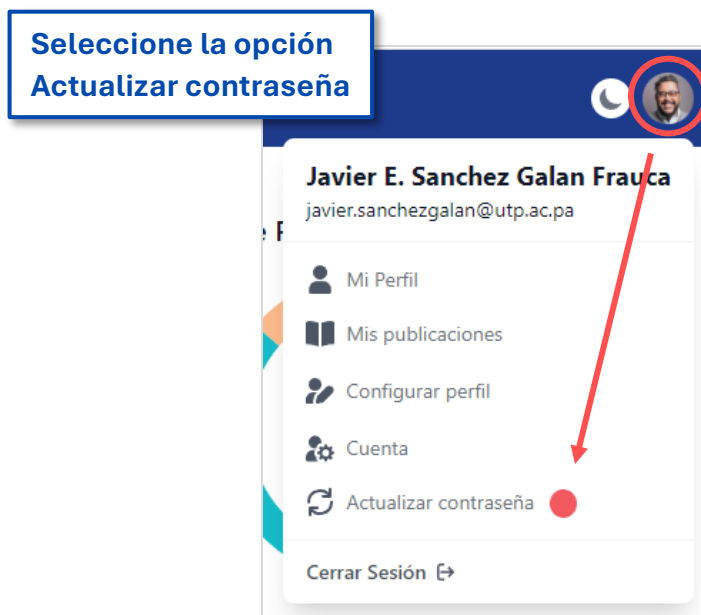 Seleccione la opción
Actualizar contraseña
Javier E. Sanchez Galan Frauca
javier.sanchezgalan@utp.ac.pa
Mi Perfil
Mis publicaciones
Configurar perfil
Cuenta
Actualizar contraseña
Cerrar Sesión